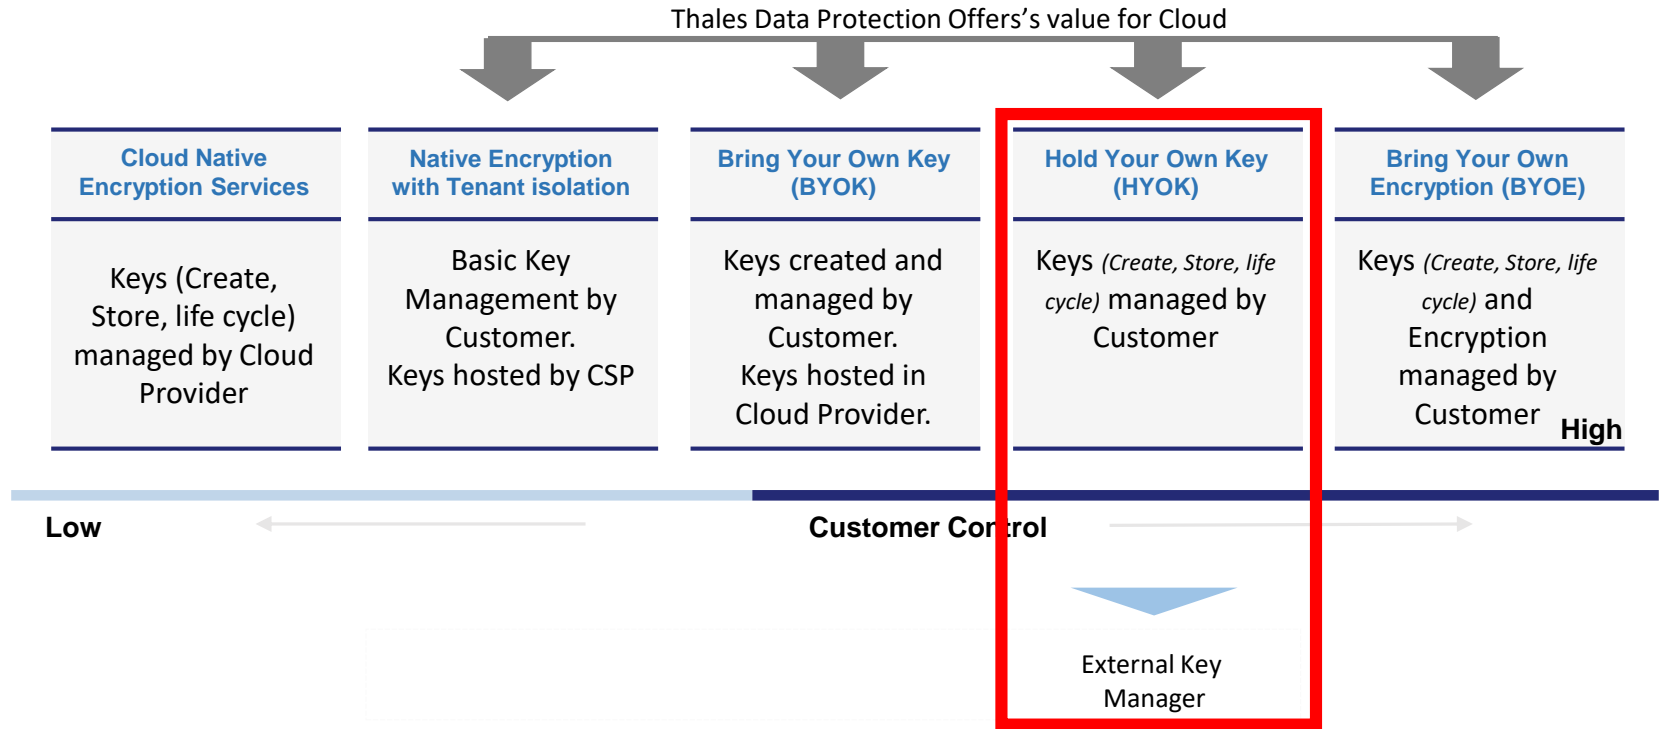 Thales Data Protection Offers's value for Cloud
Cloud Native
Encryption Services
Keys (Create,
Store, life cycle)
managed by Cloud
Provider
Native Encryption
with Tenant isolation
Basic Key
Management by
Customer.
Keys hosted by CSP
Bring Your Own Key
(BYOK)
Keys created and
managed by
Customer.
Keys hosted in
Cloud Provider.
Hold Your Own Key
(HYOK)
Keys (Create, Store, life
cycle) managed by
Customer
Bring Your Own
Encryption (BYOE)
Keys (Create, Store, life
cycle) and
Encryption
managed by
Customer
High
Low
Customer Control
External Key
Manager